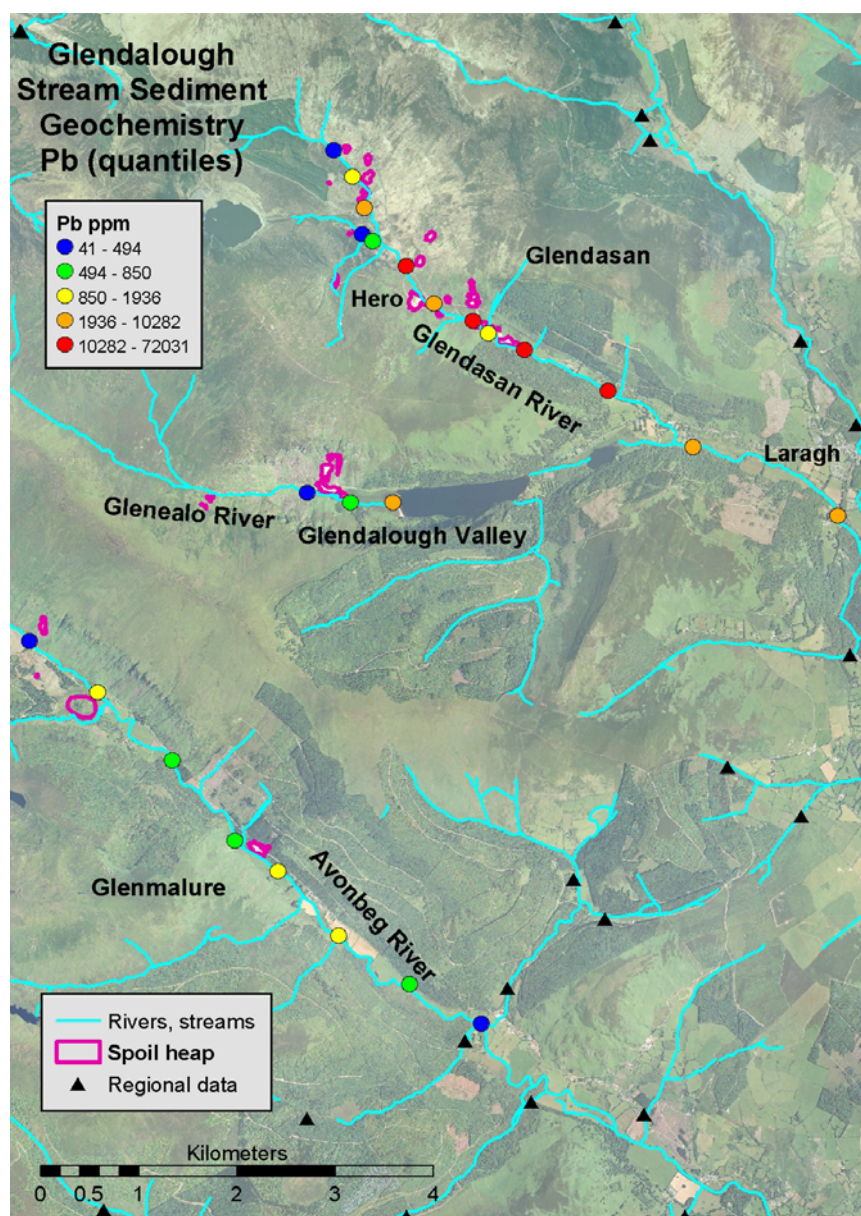 Glendalough
Stream Sediment
Geochemistry
Pb (quantiles)
Pb ppm
41 - 494
494 - 850
850 - 1936
1936 - 10282
10282 - 72031
Glendasan
Hero
Glendasan River
Laragh
Glenealo River
Glendalough Valley
Glenmalure
Avonbeg River
Rivers, streams
Spoil heap
Regional data
Kilometers
0 0.5 1 2 3 4